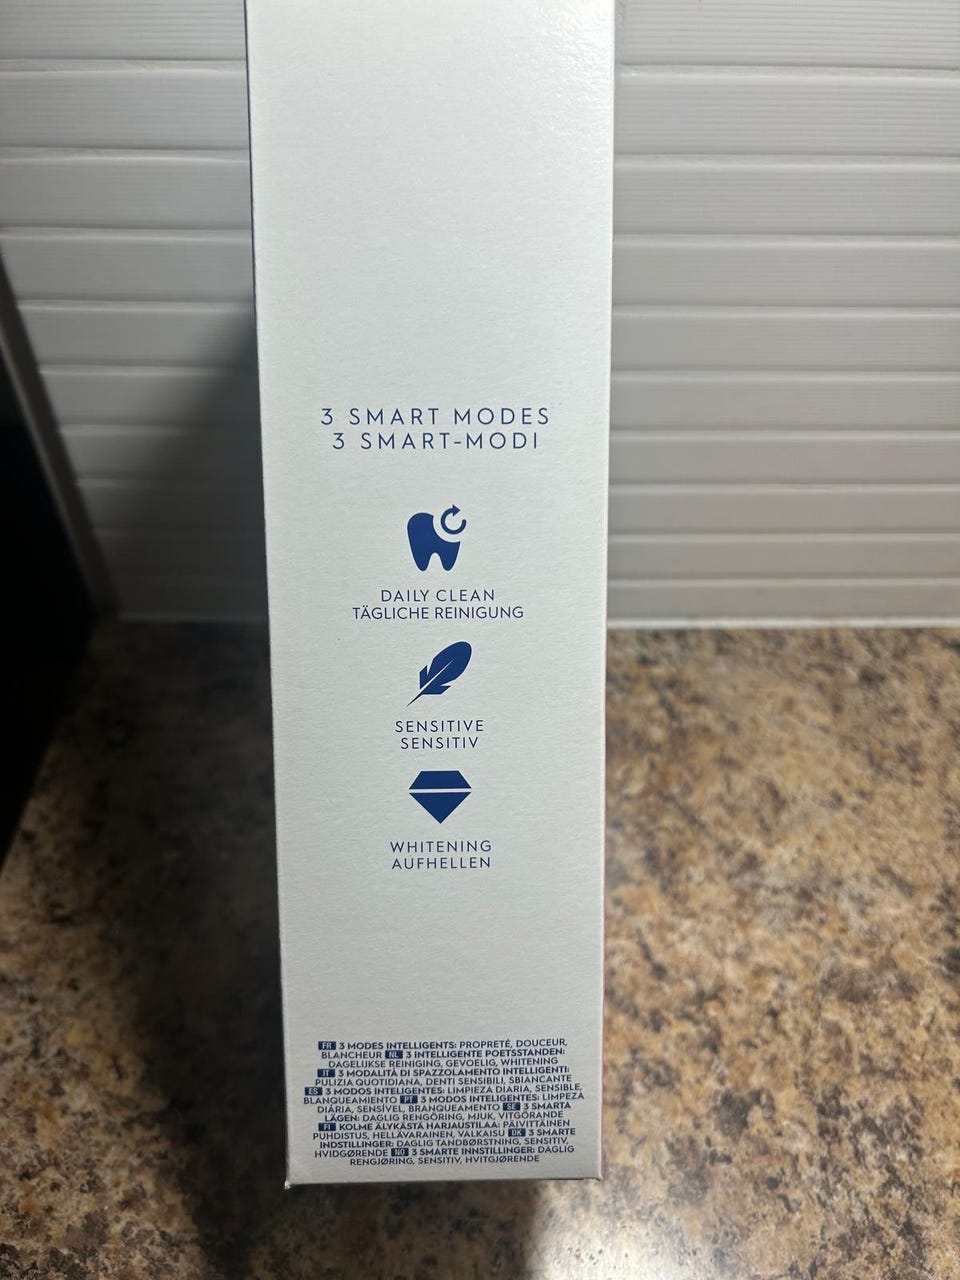 3 SMART MODES
3 SMART-MODI
DAILY CLEAN
TÄGLICHE REINIGUNG
SENSITIVE
SENSITIV
WHITENING
AUFHELLEN
FR 3 MODES INTELLIGENTS: PROPRETÉ, DOUCEUR,
BLANCHEUR NL 3 INTELLIGENTE POETSSTANDEN:
DAGELIJKSE REINIGING, GEVOELIG, WHITENING
IT 3 MODALITÀ DI SPAZZOLAMENTO INTELLIGENTI:
PULIZIA QUOTIDIANA, DENTI SENSIBILI, SBIANCANTE
ES 3 MODOS INTELIGENTES: LIMPIEZA DIARIA, SENSIBLE,
BLANQUEAMIENTO PT 3 MODOS INTELIGENTES: LIMPEZA
DIÁRIA, SENSÍVEL, BRANQUEAMENTO SE 3 SMARTA
LÄGEN: DAGLIG RENGÖRING, MJUK, VITGÖRANDE
FI KOLME ÄLYKÄSTÄ HARJAUSTILAA: PÄIVITTÄINEN
PUHDISTUS, HELLÄVARAINEN, VALKAISU DK 3 SMARTE
INDSTILLINGER: DAGLIG TANDBØRSTNING, SENSITIV,
HVIDGØRENDE NO 3 SMARTE INNSTILLINGER: DAGLIG
RENGJØRING, SENSITIV, HVITGJØRENDE